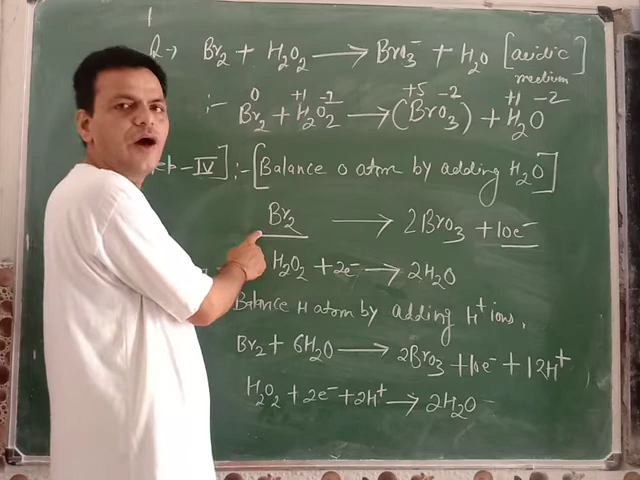 Q→ Br₂ + H₂O₂ ⟶ BrO₃⁻ + H₂O [acidic medium]
:- 0 +1 -1 +5 -2 +1 -2
Br₂ + H₂O₂ ⟶ (BrO₃) + H₂O
- IV] :- [Balance O atom by adding H₂O]
Br₂ ⟶ 2BrO₃ + 10e⁻
H₂O₂ + 2e⁻ ⟶ 2H₂O
Balance H atom by adding H⁺ ions,
Br₂ + 6H₂O ⟶ 2BrO₃ + 10e⁻ + 12H⁺
H₂O₂ + 2e⁻ + 2H⁺ ⟶ 2H₂O